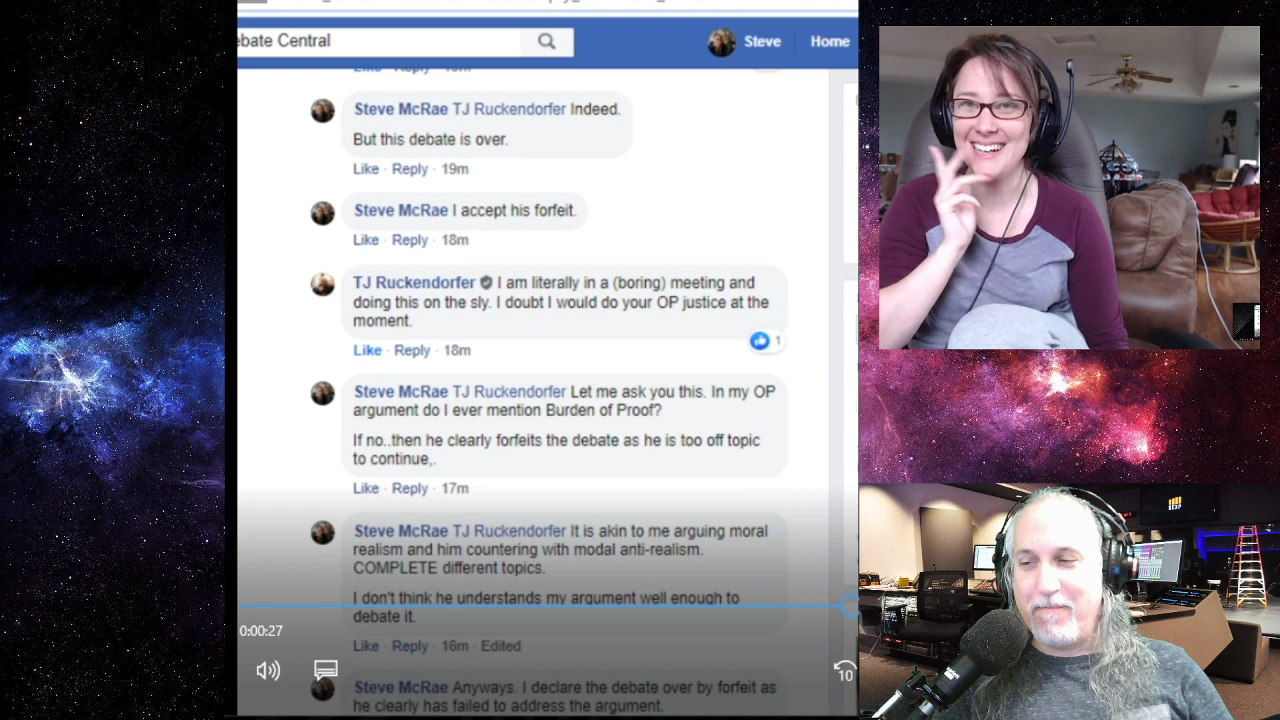 ebate Central
Steve
Home
Steve McRae TJ Ruckendorfer Indeed.
But this debate is over.
Like · Reply · 19m
Steve McRae I accept his forfeit.
Like · Reply · 18m
TJ Ruckendorfer I am literally in a (boring) meeting and
doing this on the sly. I doubt I would do your OP justice at the
moment.
1
Like · Reply · 18m
Steve McRae TJ Ruckendorfer Let me ask you this. In my OP
argument do I ever mention Burden of Proof?
If no..then he clearly forfeits the debate as he is too off topic
to continue,.
Like · Reply · 17m
Steve McRae TJ Ruckendorfer It is akin to me arguing moral
realism and him countering with modal anti-realism.
COMPLETE different topics.
I don't think he understands my argument well enough to
debate it.
0:00:27
Like · Reply · 16m · Edited
10
Steve McRae Anyways. I declare the debate over by forfeit as
he clearly has failed to address the argument.